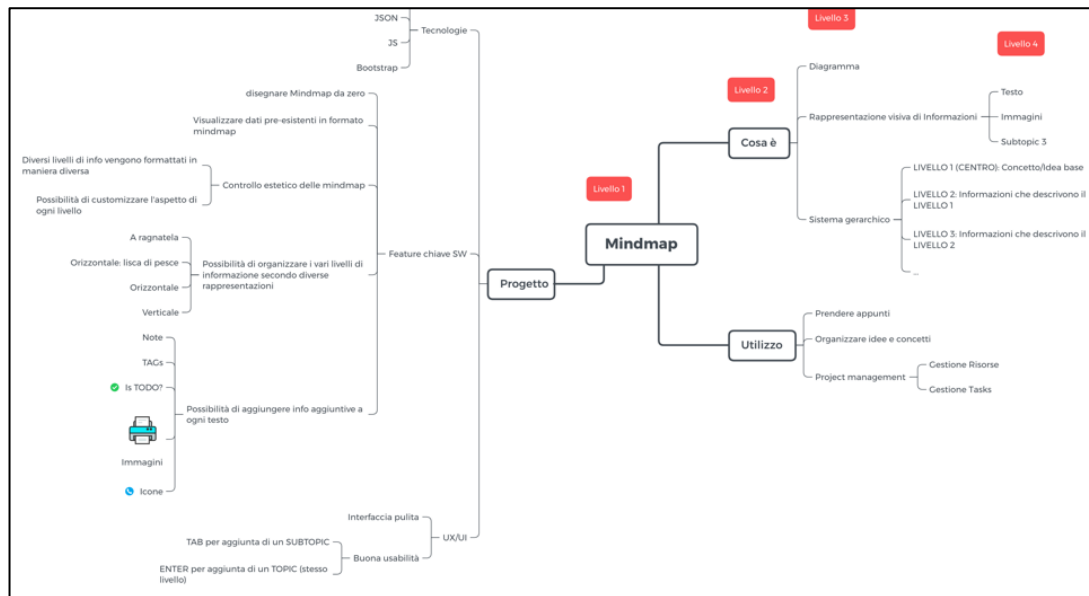 JSON
Tecnologie
JS
Bootstrap
disegnare Mindmap da zero
Visualizzare dati pre-esistenti in formato
mindmap
Diversi livelli di info vengono formattati in
maniera diversa
Controllo estetico delle mindmap
Possibilità di customizzare l'aspetto di
ogni livello
A ragnatela
Orizzontale: lisca di pesce
Possibilità di organizzare i vari livelli di
informazione secondo diverse
rappresentazioni
Orizzontale
Verticale
Feature chiave SW
Note
TAGs
Is TODO?
Possibilità di aggiungere info aggiuntive a
ogni testo
Immagini
Icone
Interfaccia pulita
UX/UI
TAB per aggiunta di un SUBTOPIC
Buona usabilità
ENTER per aggiunta di un TOPIC (stesso
livello)
Progetto
Livello 1
Mindmap
Livello 2
Cosa è
Livello 3
Livello 4
Diagramma
Rappresentazione visiva di Informazioni
Testo
Immagini
Subtopic 3
Sistema gerarchico
LIVELLO 1 (CENTRO): Concetto/Idea base
LIVELLO 2: Informazioni che descrivono il
LIVELLO 1
LIVELLO 3: Informazioni che descrivono il
LIVELLO 2
...
Utilizzo
Prendere appunti
Organizzare idee e concetti
Project management
Gestione Risorse
Gestione Tasks